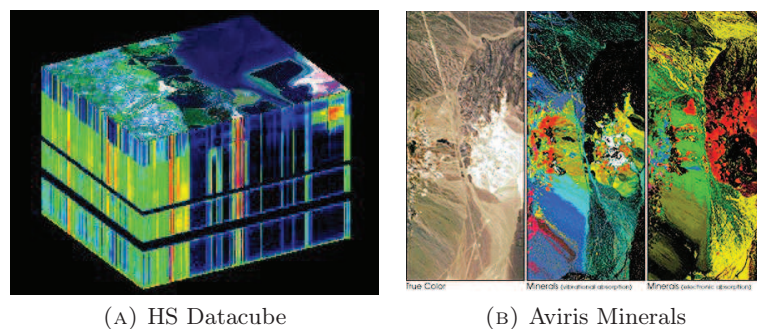 True Color
Minerals (vibrational absorption)
Minerals (electronic absorption)
(A) HS Datacube
(B) Aviris Minerals